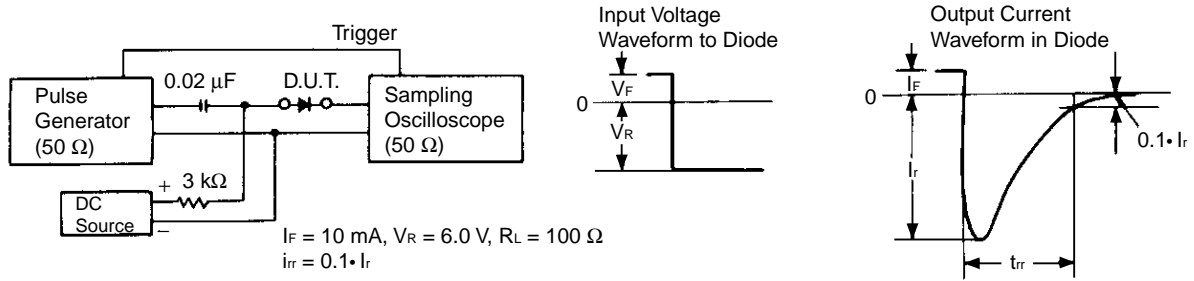 Trigger
0.02 μF
D.U.T.
Pulse
Generator
(50 Ω)
Sampling
Oscilloscope
(50 Ω)
+
3 kΩ
DC
Source
−
IF = 10 mA, VR = 6.0 V, RL = 100 Ω
irr = 0.1• Ir
Input Voltage
Waveform to Diode
VF
0
VR
Output Current
Waveform in Diode
IF
0
0.1• Ir
Ir
trr